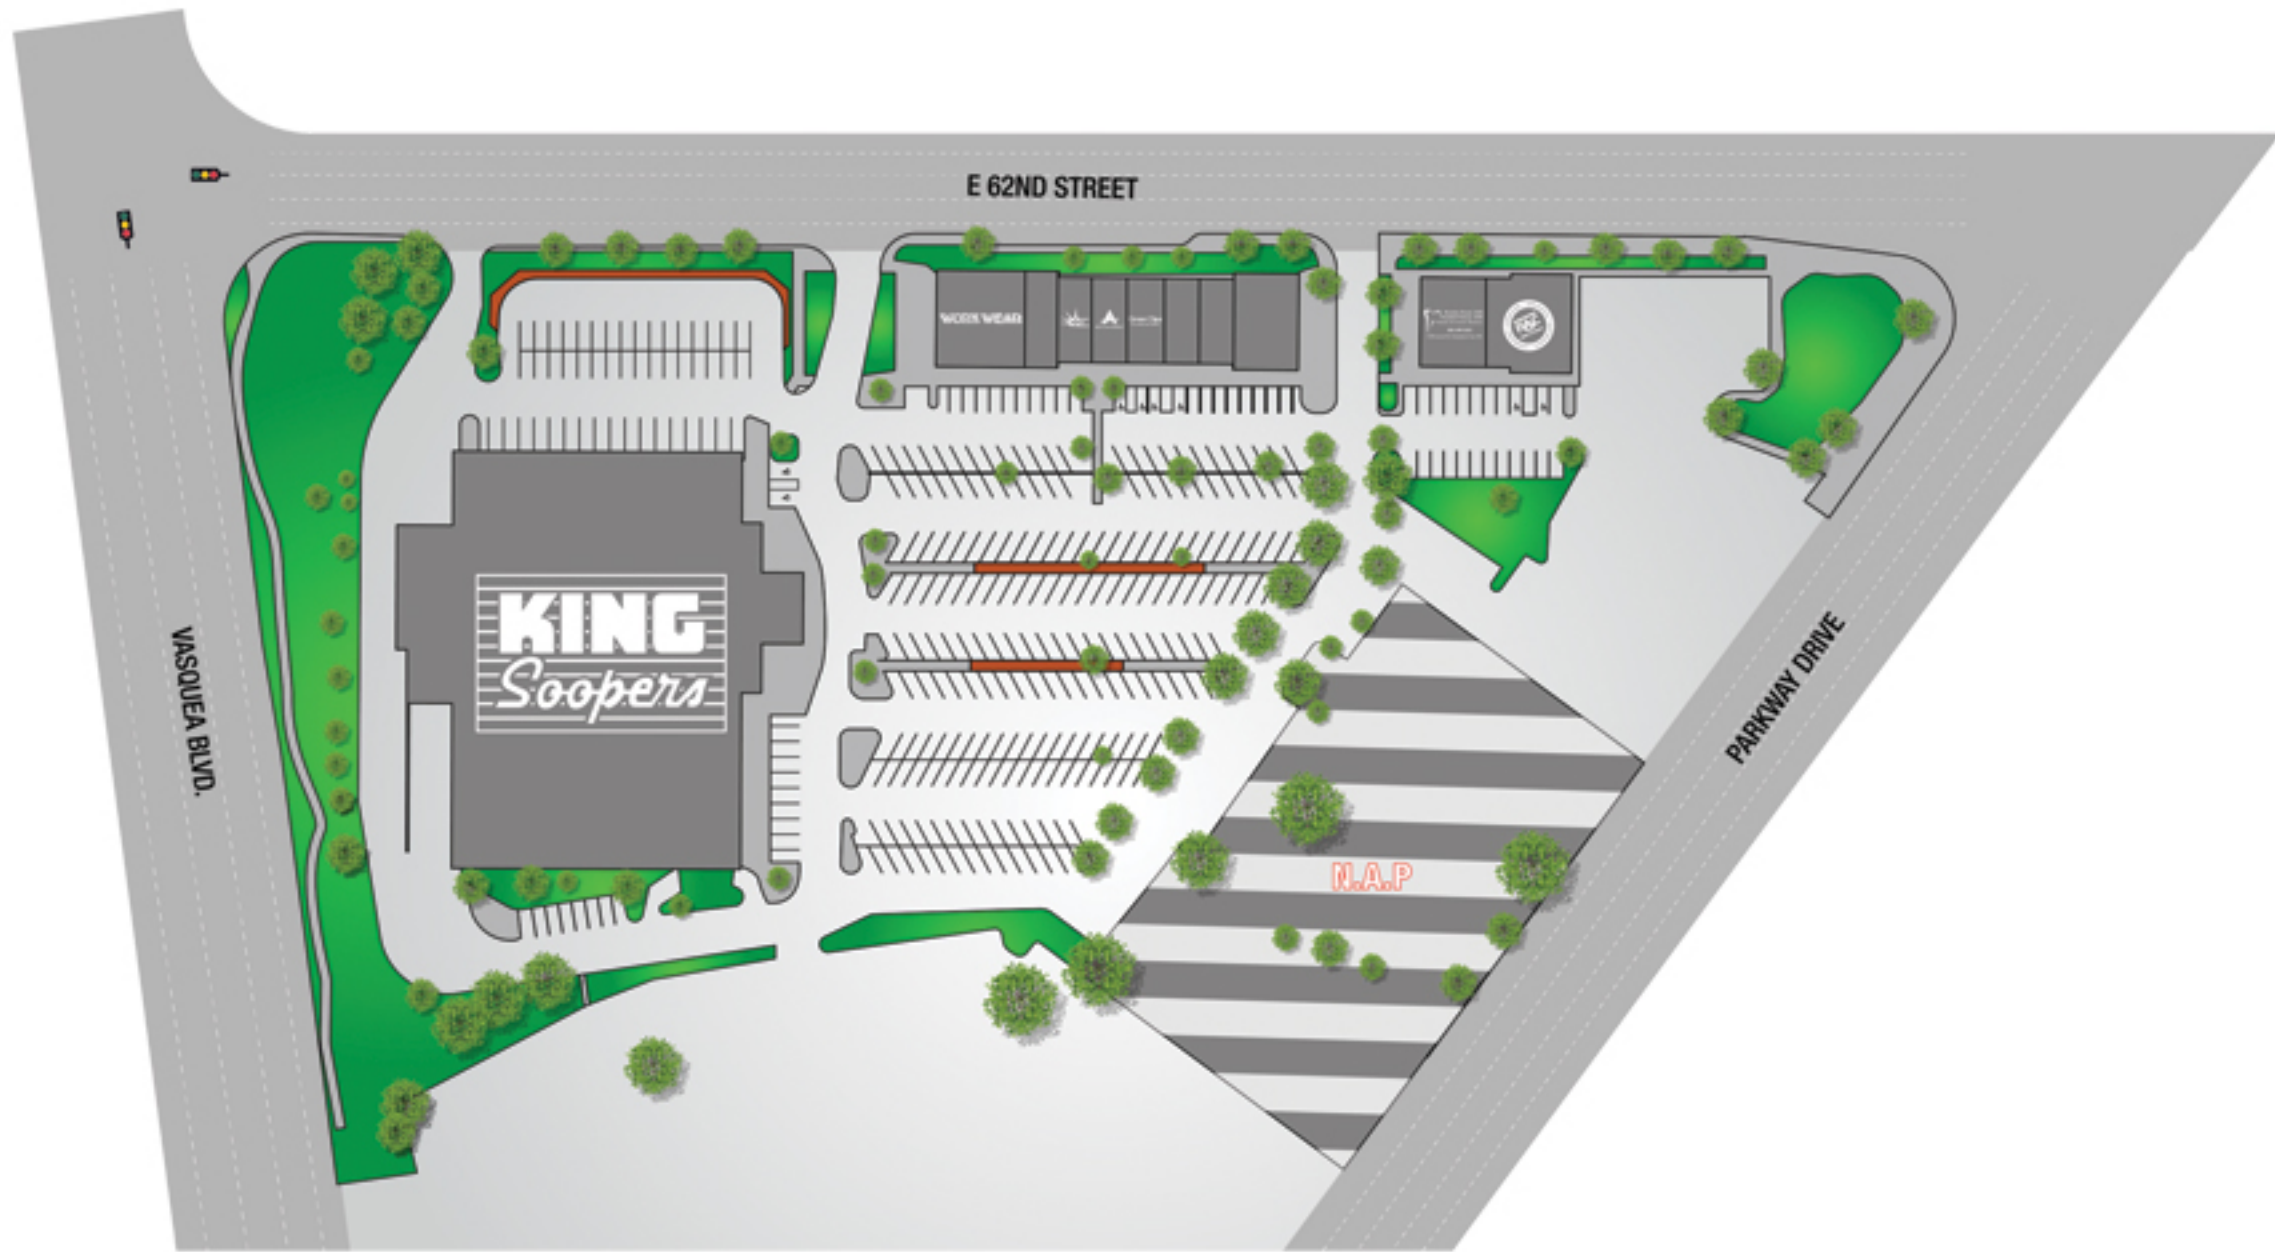 E 62ND STREET
WORK WEAR
KING
Soopers
VASQUEA BLVD.
PARKWAY DRIVE
N.A.P